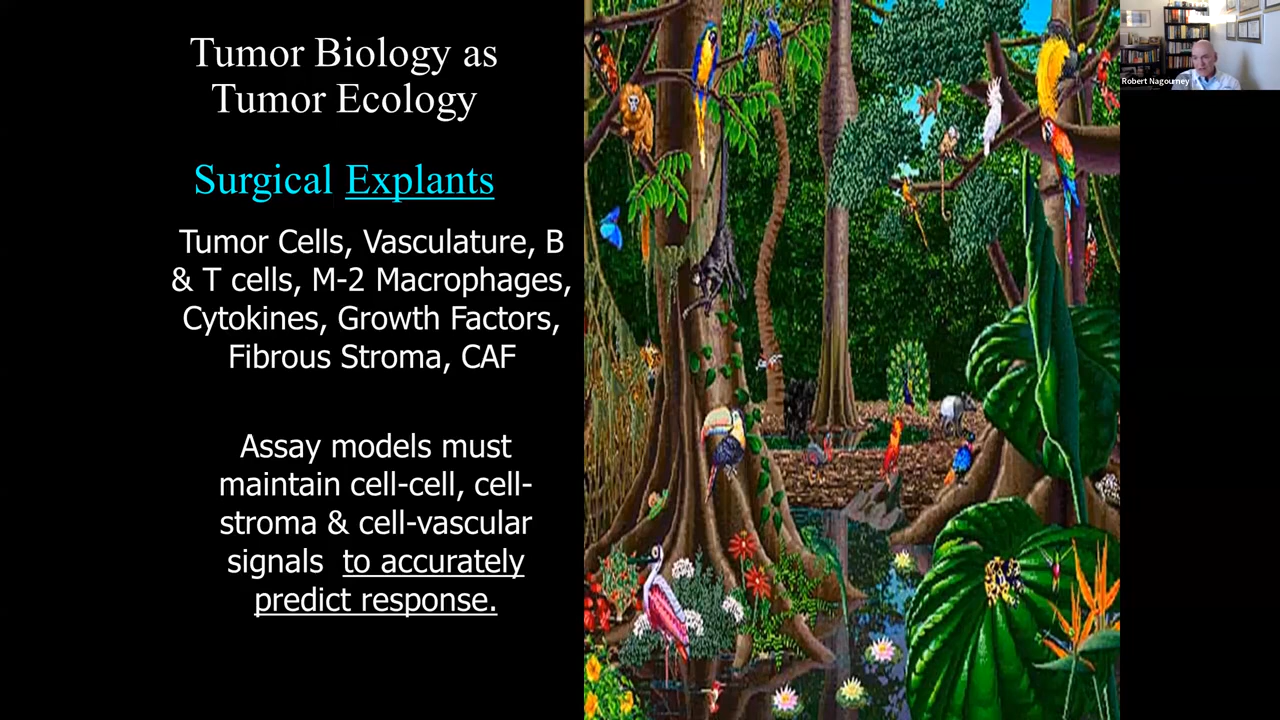 Tumor Biology as
Tumor Ecology
Surgical Explants
Tumor Cells, Vasculature, B
& T cells, M-2 Macrophages,
Cytokines, Growth Factors,
Fibrous Stroma, CAF
Assay models must
maintain cell-cell, cell-
stroma & cell-vascular
signals to accurately
predict response.
Robert Nagourney